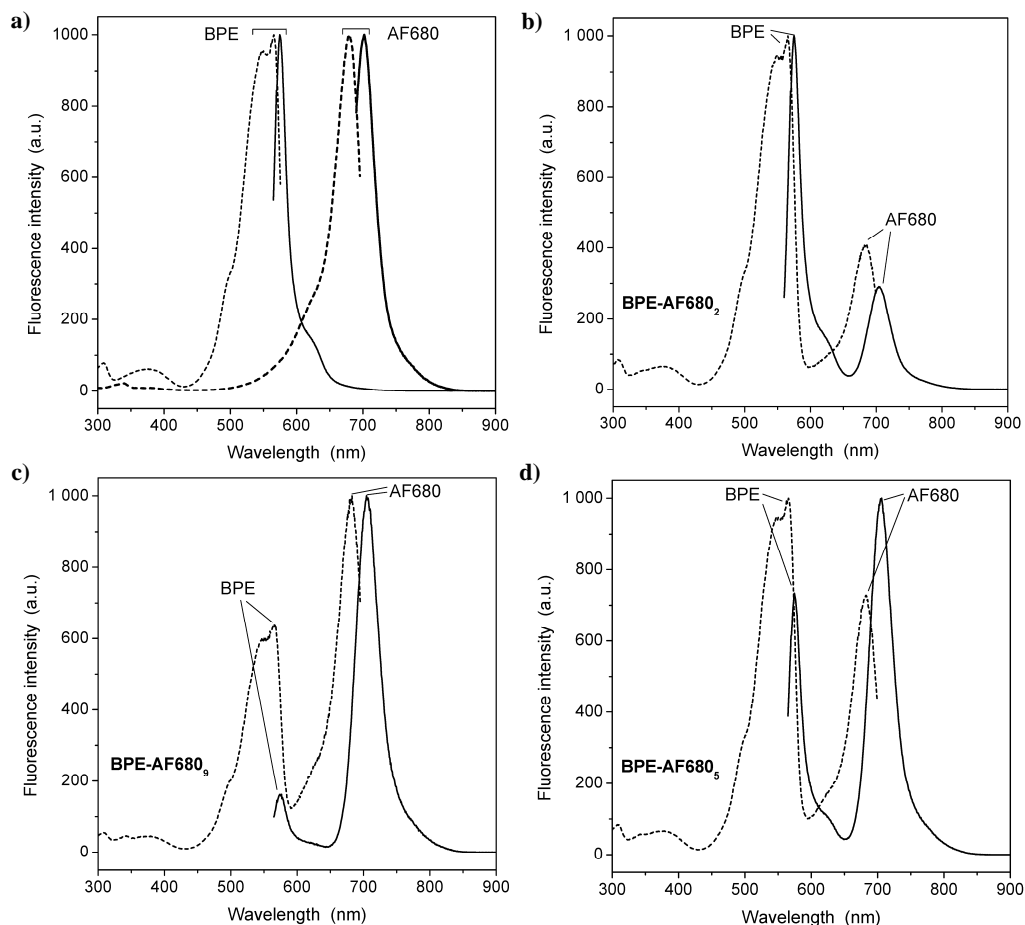 a)
BPE
AF680
1000
800
600
400
200
0
300 400 500 600 700 800 900
Fluorescence intensity (a.u.)
Wavelength (nm)
b)
BPE
AF680
BPE-AF680₂
1 000
800
600
400
200
0
300 400 500 600 700 800 900
Fluorescence intensity (a.u.)
Wavelength (nm)
c)
AF680
BPE
BPE-AF680₉
1 000
800
600
400
200
0
300 400 500 600 700 800 900
Fluorescence intensity (a.u.)
Wavelength (nm)
d)
BPE
AF680
BPE-AF680₅
1 000
800
600
400
200
0
300 400 500 600 700 800 900
Fluorescence intensity (a.u.)
Wavelength (nm)